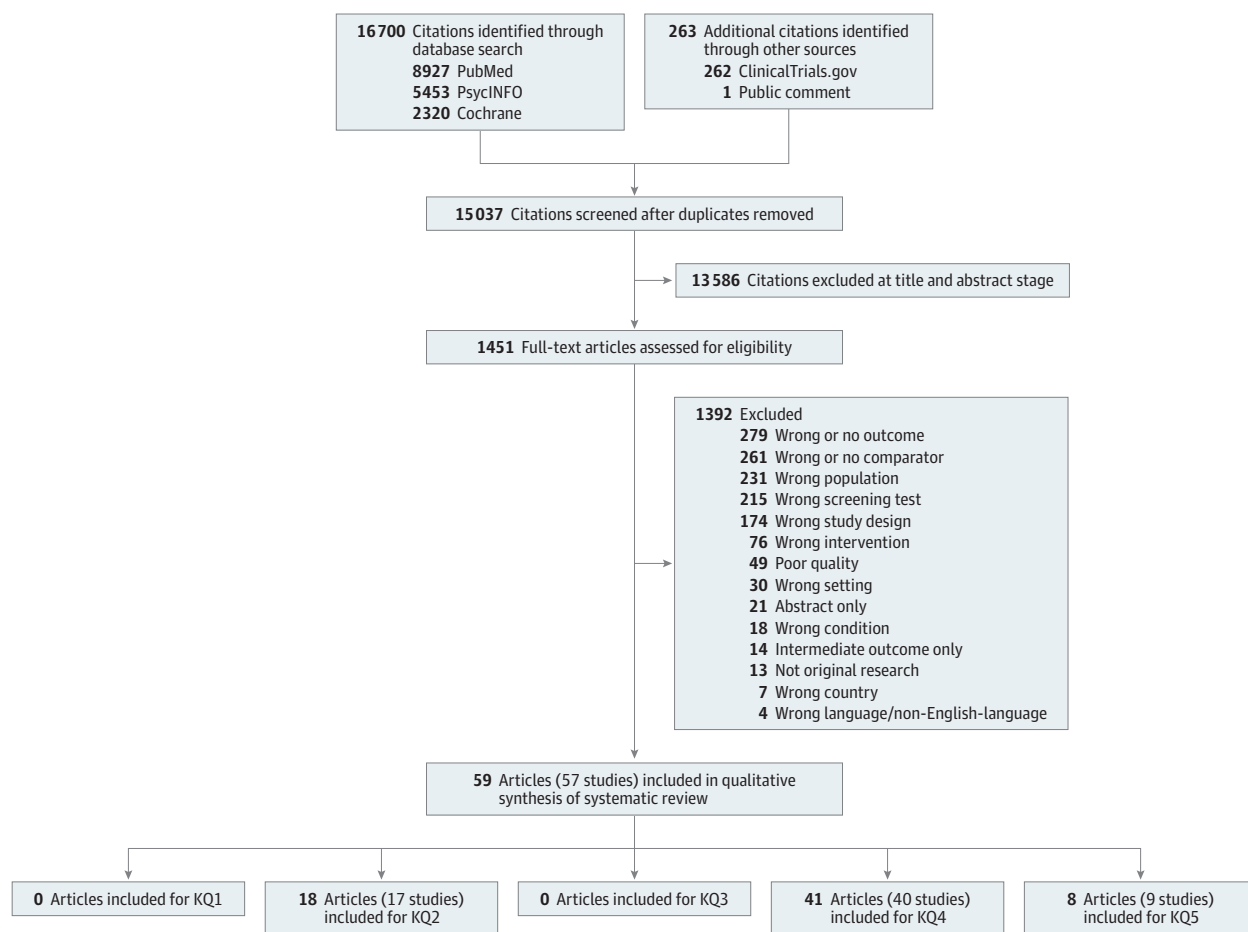 16700 Citations identified through
database search
8927 PubMed
5453 PsycINFO
2320 Cochrane
263 Additional citations identified
through other sources
262 ClinicalTrials.gov
1 Public comment
15037 Citations screened after duplicates removed
13586 Citations excluded at title and abstract stage
1451 Full-text articles assessed for eligibility
1392 Excluded
279 Wrong or no outcome
261 Wrong or no comparator
231 Wrong population
215 Wrong screening test
174 Wrong study design
76 Wrong intervention
49 Poor quality
30 Wrong setting
21 Abstract only
18 Wrong condition
14 Intermediate outcome only
13 Not original research
7 Wrong country
4 Wrong language/non-English-language
59 Articles (57 studies) included in qualitative
synthesis of systematic review
0 Articles included for KQ1
18 Articles (17 studies)
included for KQ2
0 Articles included for KQ3
41 Articles (40 studies)
included for KQ4
8 Articles (9 studies)
included for KQ5